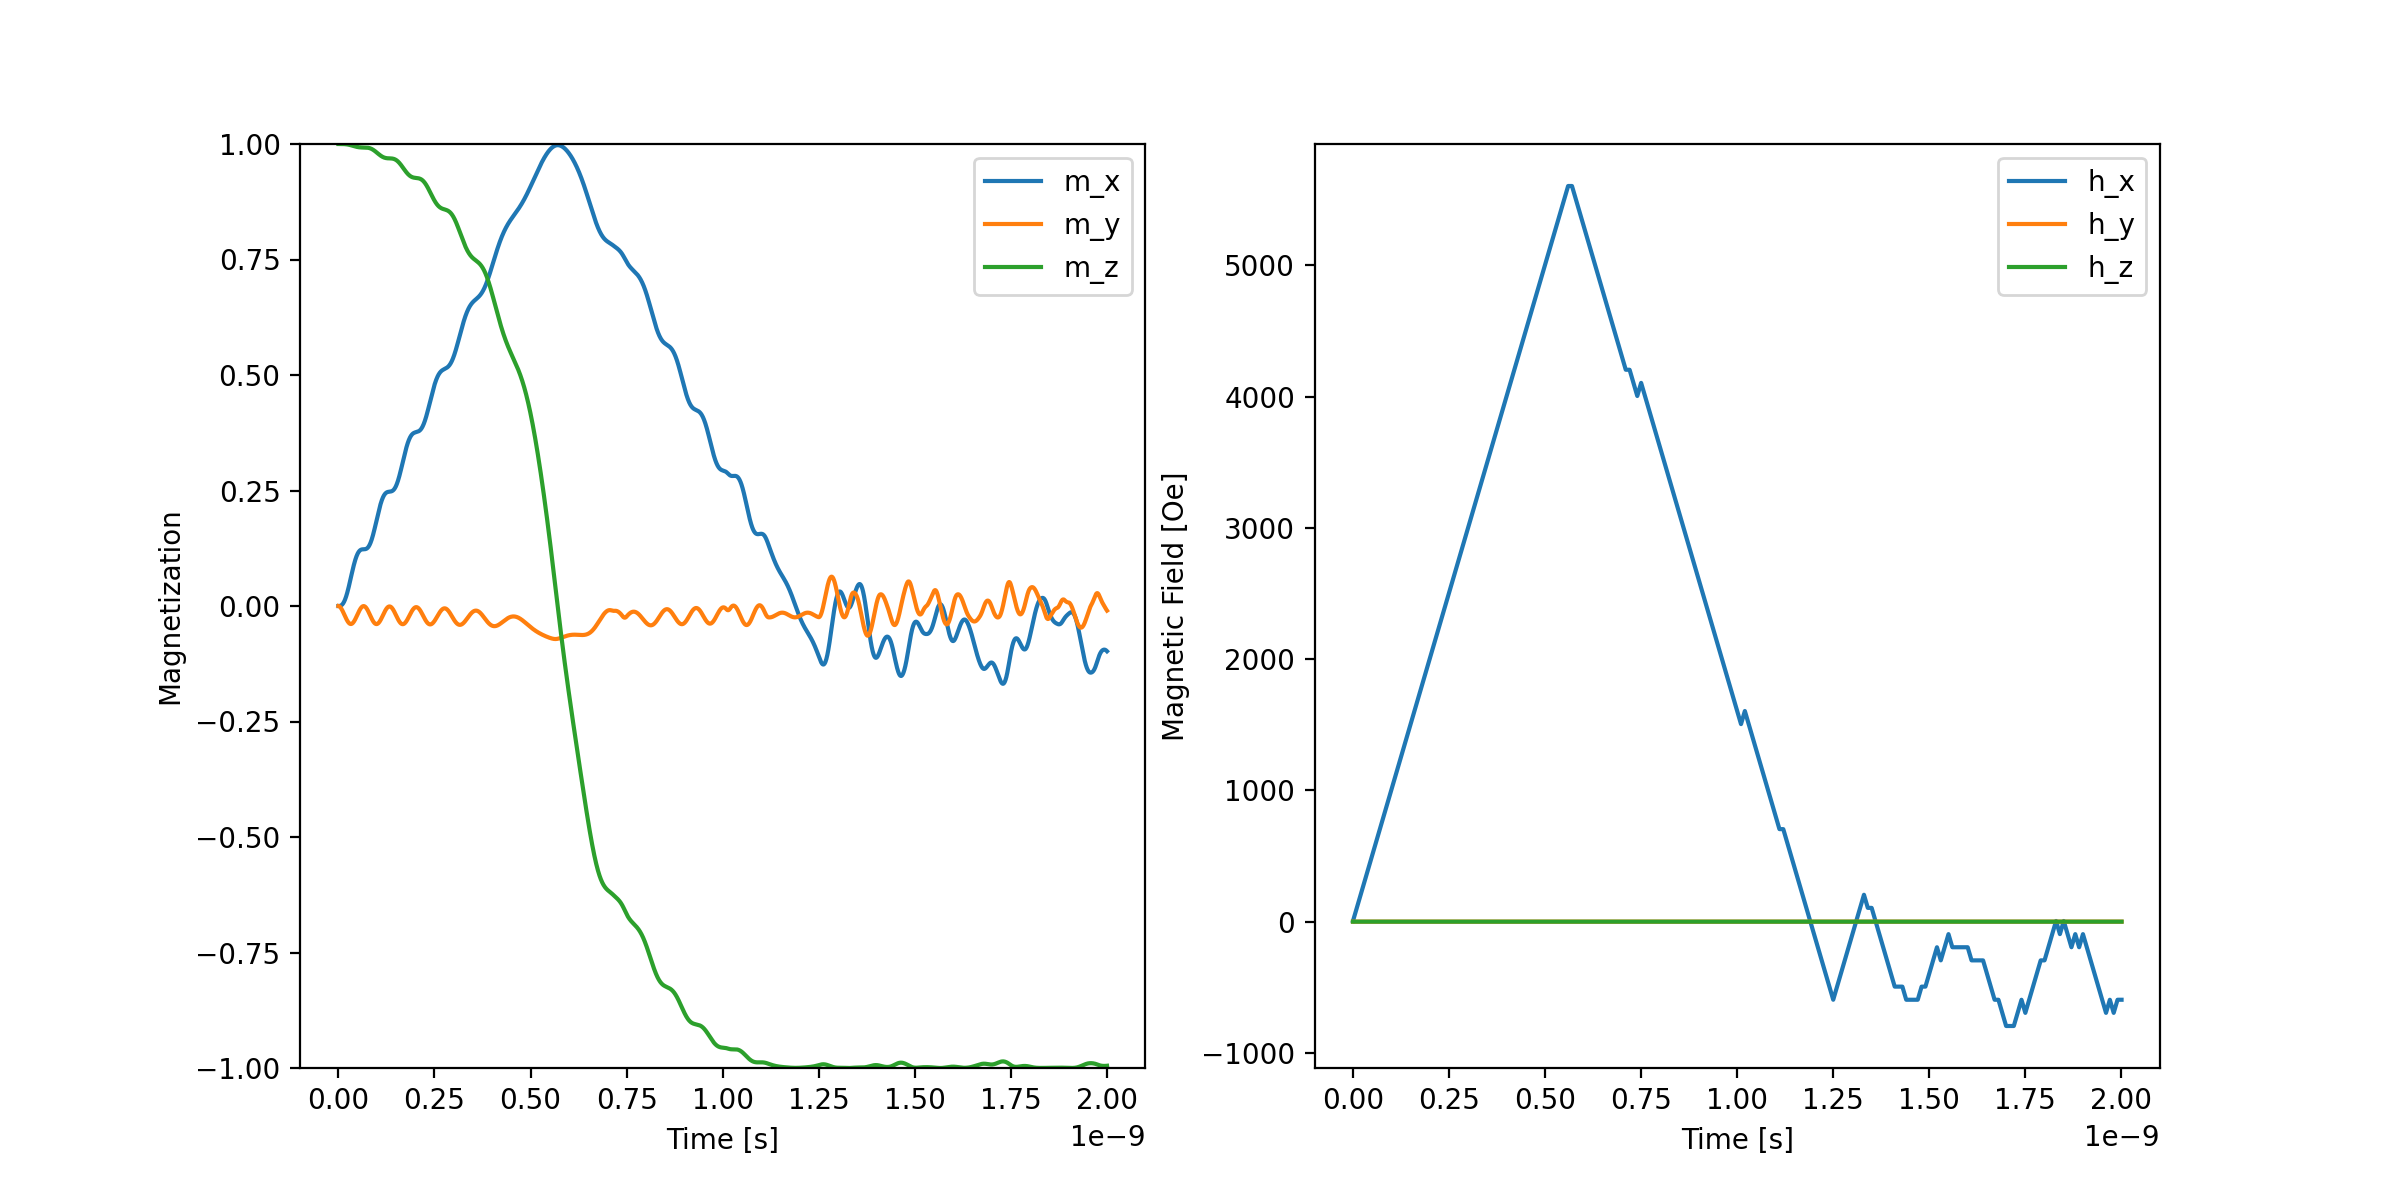 Magnetization
1.00
0.75
0.50
0.25
0.00
−0.25
−0.50
−0.75
−1.00
m_x
m_y
m_z
0.00 0.25 0.50 0.75 1.00 1.25 1.50 1.75 2.00
Time [s]
1e−9
Magnetic Field [Oe]
5000
4000
3000
2000
1000
0
−1000
h_x
h_y
h_z
0.00 0.25 0.50 0.75 1.00 1.25 1.50 1.75 2.00
Time [s]
1e−9